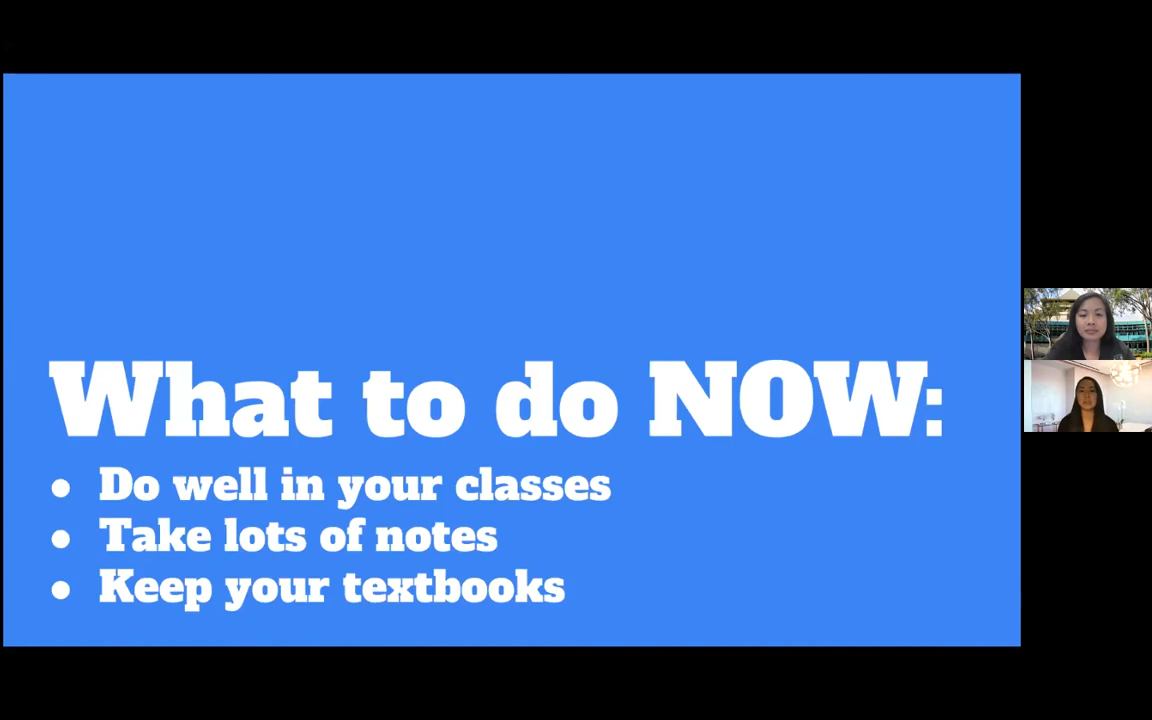 What to do NOW:
● Do well in your classes
● Take lots of notes
● Keep your textbooks